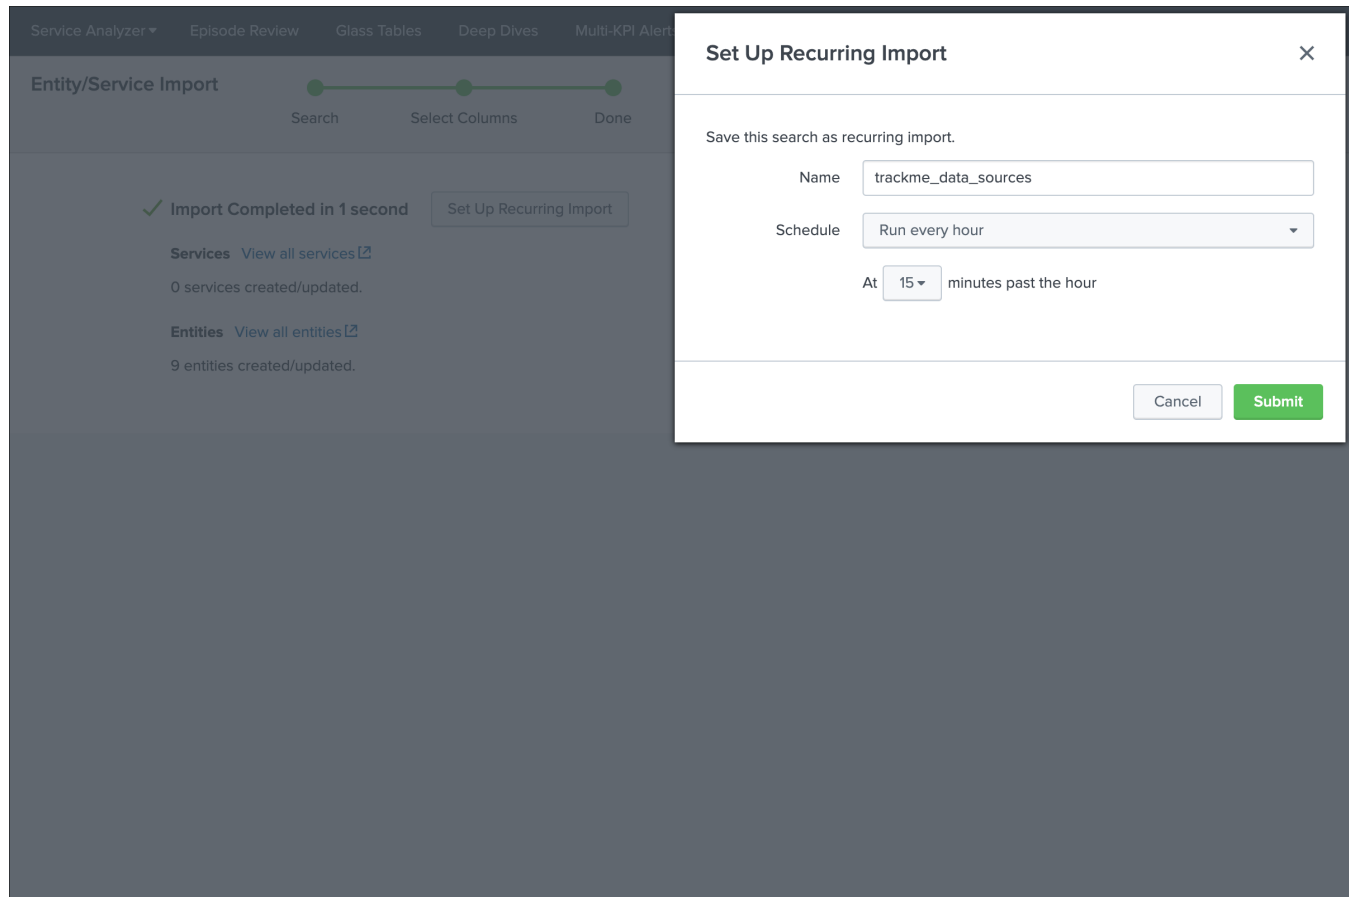 Service Analyzer Episode Review Glass Tables Deep Dives Multi-KPI Alert
Entity/Service Import
Search Select Columns Done
Import Completed in 1 second Set Up Recurring Import
Services View all services
0 services created/updated.
Entities View all entities
9 entities created/updated.
Set Up Recurring Import
Save this search as recurring import.
Name trackme_data_sources
Schedule Run every hour
At 15 minutes past the hour
Cancel Submit